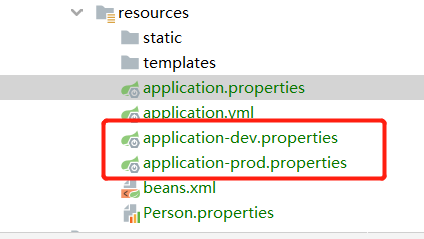 resources
static
templates
application.properties
application.yml
application-dev.properties
application-prod.properties
beans.xml
Person.properties